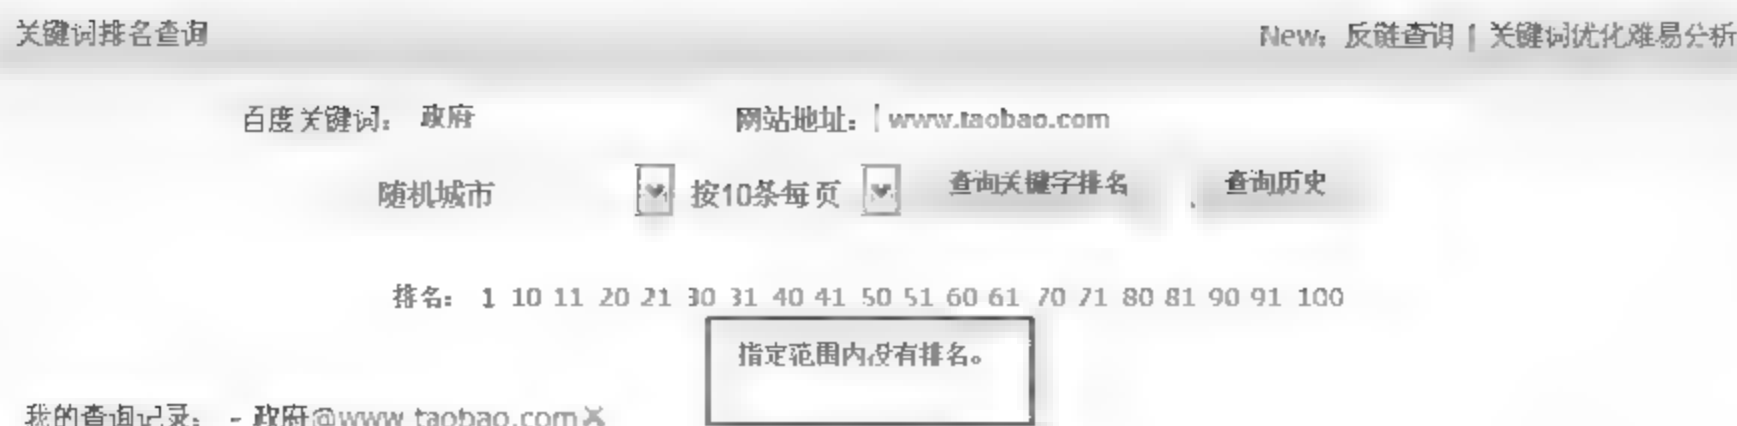 关键词排名查询 New：反链查询 | 关键词优化难易分析
百度关键词： 政府 网站地址： www.taobao.com
随机城市 按10条每页 查询关键字排名 查询历史
排名： 1 10 11 20 21 30 31 40 41 50 51 60 61 70 71 80 81 90 91 100
指定范围内没有排名。
我的查询记录： - 政府@www.taobao.com X